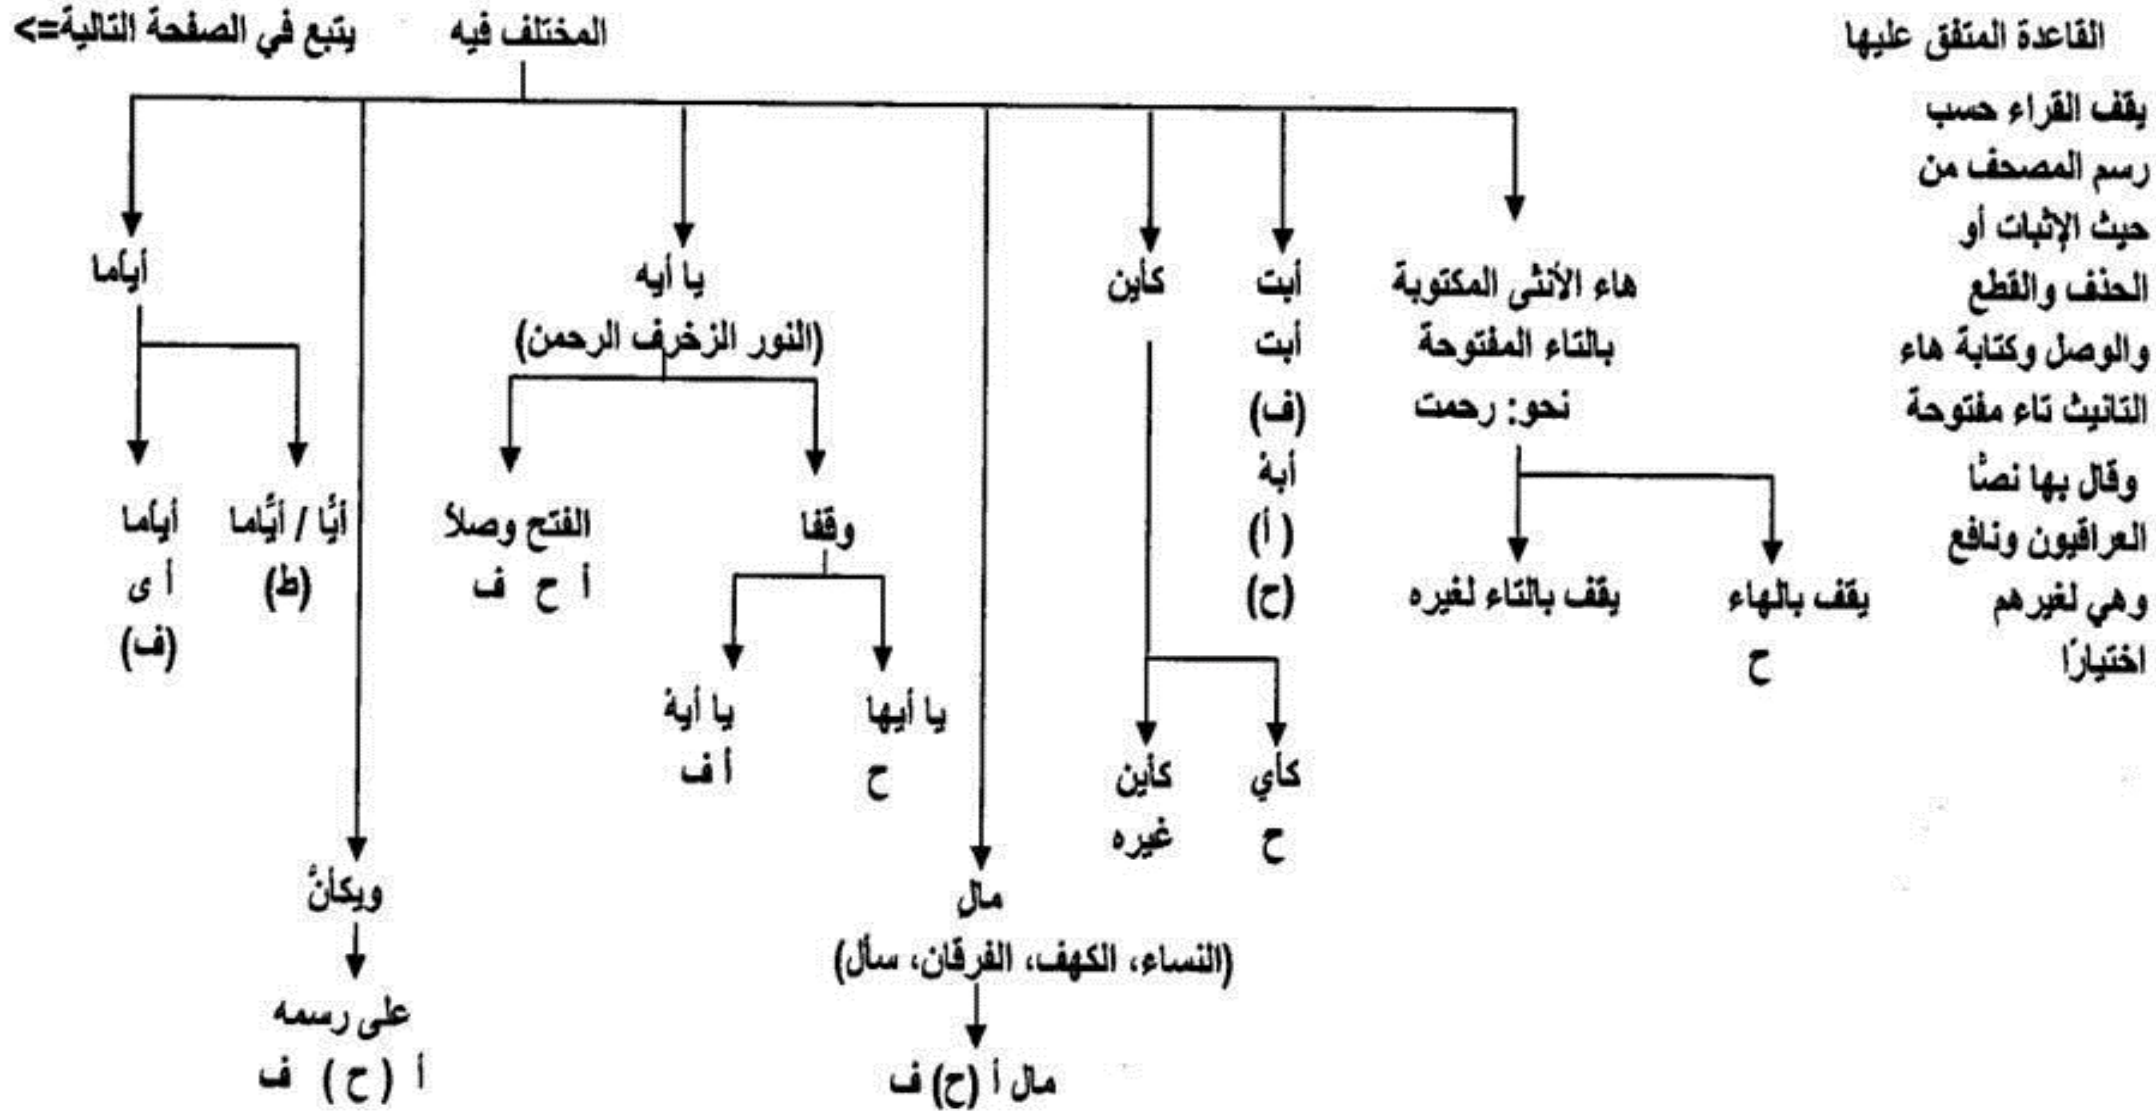 القاعدة المتفق عليها
يقف القراء حسب
رسم المصحف من
حيث الإثبات أو
الحذف والقطع
والوصل وكتابة هاء
التانيث تاء مفتوحة
وقال بها نصًا
العراقيون ونافع
وهي لغيرهم
اختيارًا
المختلف فيه
يتبع في الصفحة التالية=>
هاء الأنثى المكتوبة
بالتاء المفتوحة
نحو: رحمت
يقف بالهاء
ح
يقف بالتاء لغيره
أبت
أبت
(ف)
أبهْ
(أ)
(ح)
كأين
كأي
ح
كأين
غيره
مال
(النساء، الكهف، الفرقان، سأل)
مال أ (ح) ف
يا أيه
(النور الزخرف الرحمن)
وقفا
يا أيها
ح
يا أيهْ
أ ف
الفتح وصلاً
أ ح ف
ويكأنَّ
على رسمه
أ (ح) ف
أياما
أيًّا / أيًّاما
(ط)
أياما
أ ى
(ف)